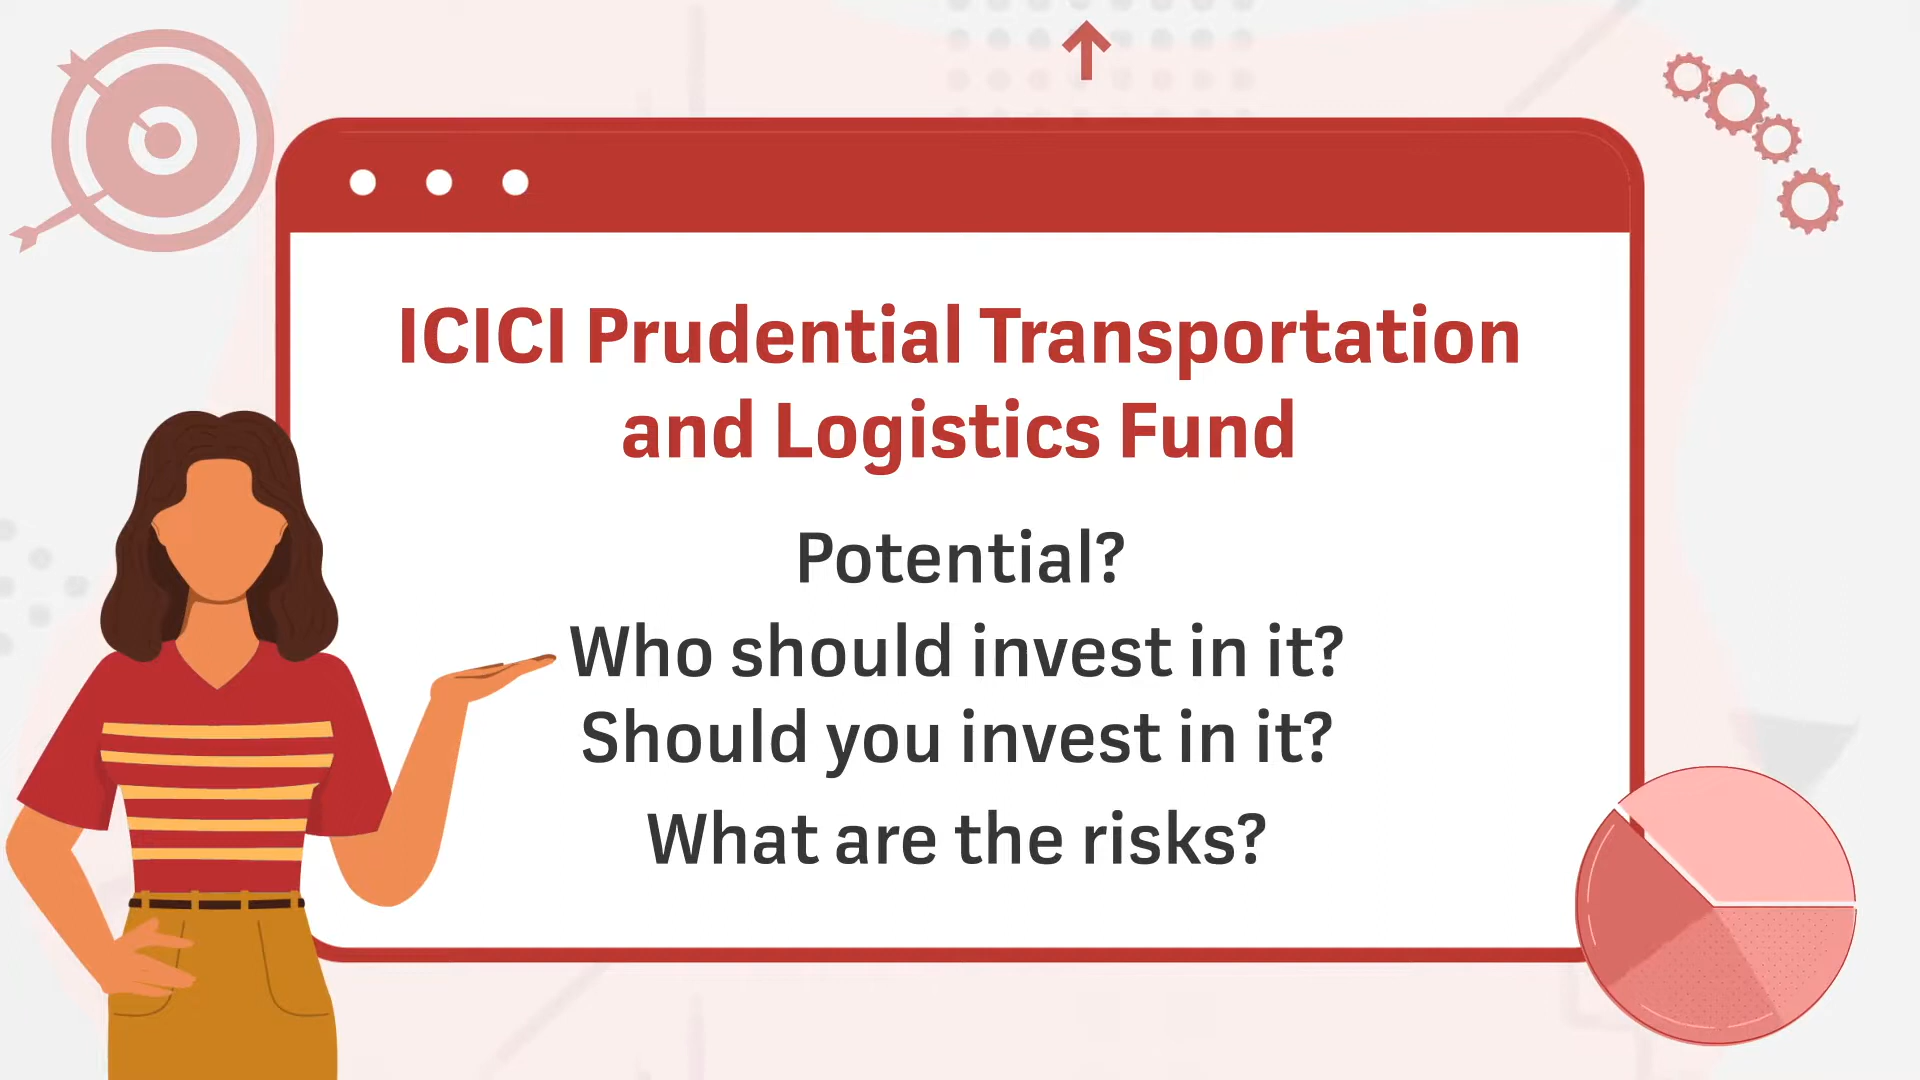 ICICI Prudential Transportation
and Logistics Fund
Potential?
Who should invest in it?
Should you invest in it?
What are the risks?